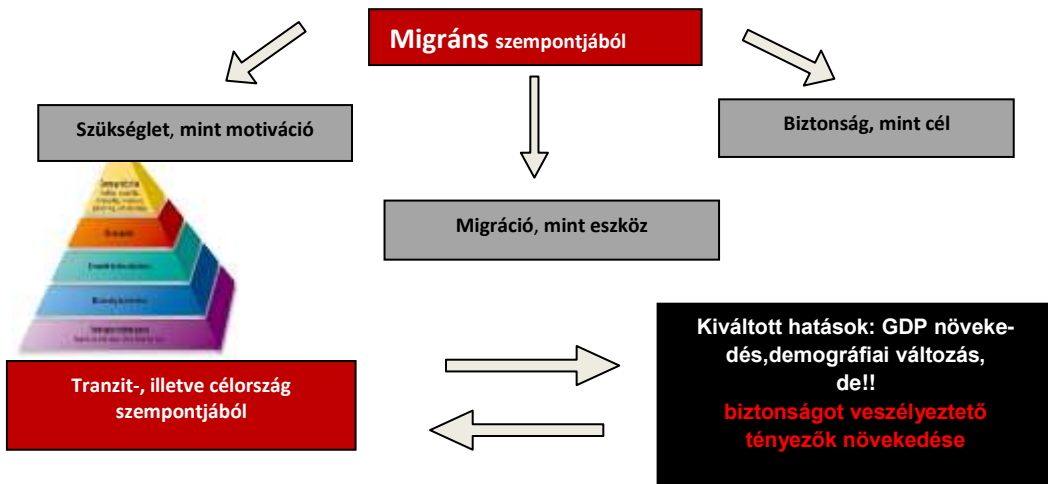 Migráns szempontjából
Szükséglet, mint motiváció
Biztonság, mint cél
Migráció, mint eszköz
Kiváltott hatások: GDP növeke-
dés,demográfiai változás,
de!!
biztonságot veszélyeztető
tényezők növekedése
Tranzit-, illetve célország
szempontjából